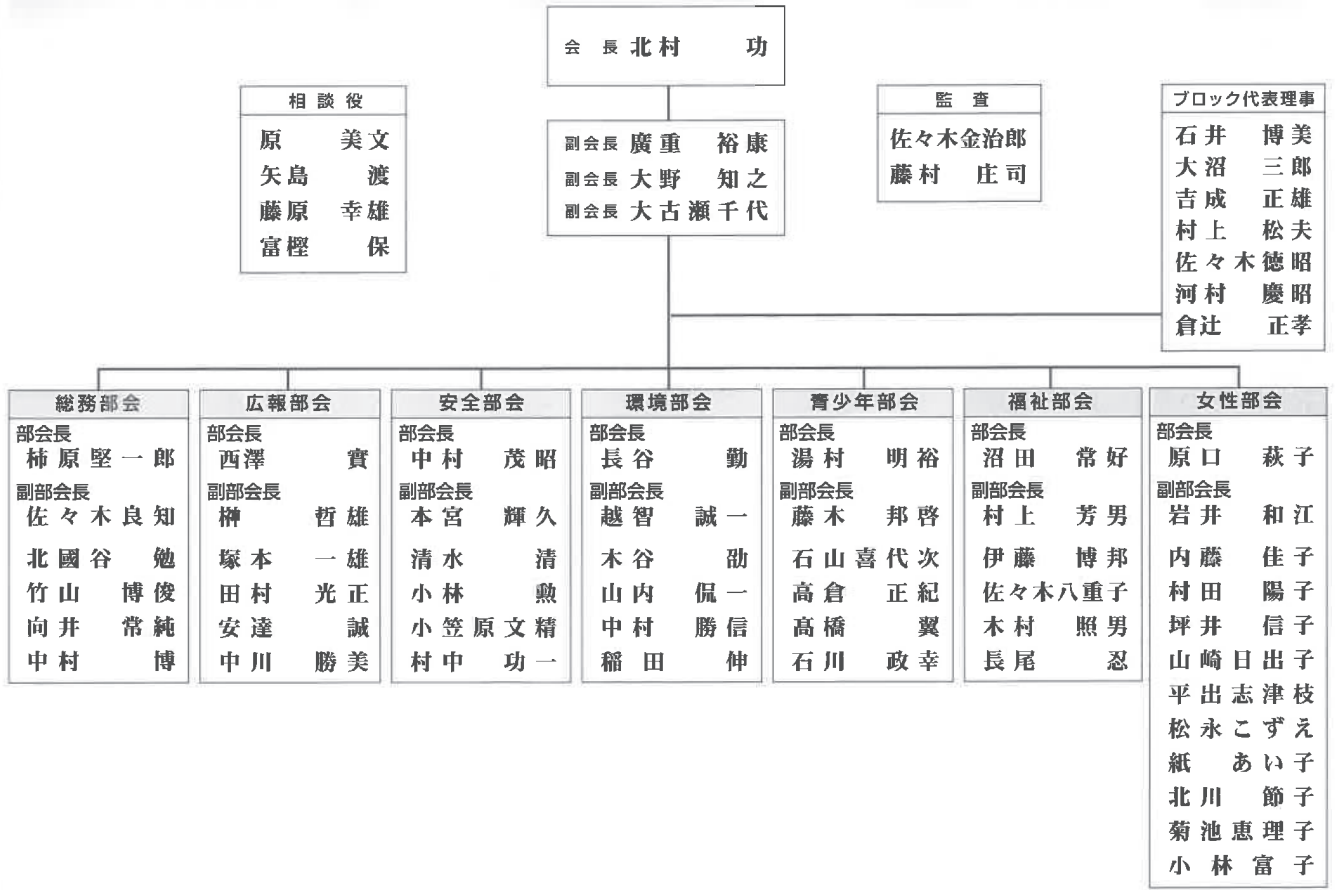 会長 北村 功
相談役
原 美文
矢島 渡
藤原 幸雄
富樫 保
副会長 廣重 裕康
副会長 大野 知之
副会長 大古瀬千代
監査
佐々木金治郎
藤村 庄司
ブロック代表理事
石井 博美
大沼 三郎
吉成 正雄
村上 松夫
佐々木徳昭
河村 慶昭
倉辻 正孝
総務部会
部会長
柿原堅一郎
副部会長
佐々木良知
北國谷 勉
竹山 博俊
向井 常純
中村 博
広報部会
部会長
西澤 實
副部会長
榊 哲雄
塚本 一雄
田村 光正
安達 誠
中川 勝美
安全部会
部会長
中村 茂昭
副部会長
本宮 輝久
清水 清
小林 勲
小笠原文精
村中 功一
環境部会
部会長
長谷 勤
副部会長
越智 誠一
木谷 劭
山内 侃一
中村 勝信
稲田 伸
青少年部会
部会長
湯村 明裕
副部会長
藤木 邦啓
石山喜代次
高倉 正紀
髙橋 翼
石川 政幸
福祉部会
部会長
沼田 常好
副部会長
村上 芳男
伊藤 博邦
佐々木八重子
木村 照男
長尾 忍
女性部会
部会長
原口 萩子
副部会長
岩井 和江
内藤 佳子
村田 陽子
坪井 信子
山崎日出子
平出志津枝
松永こずえ
紙 あい子
北川 節子
菊池恵理子
小林富子